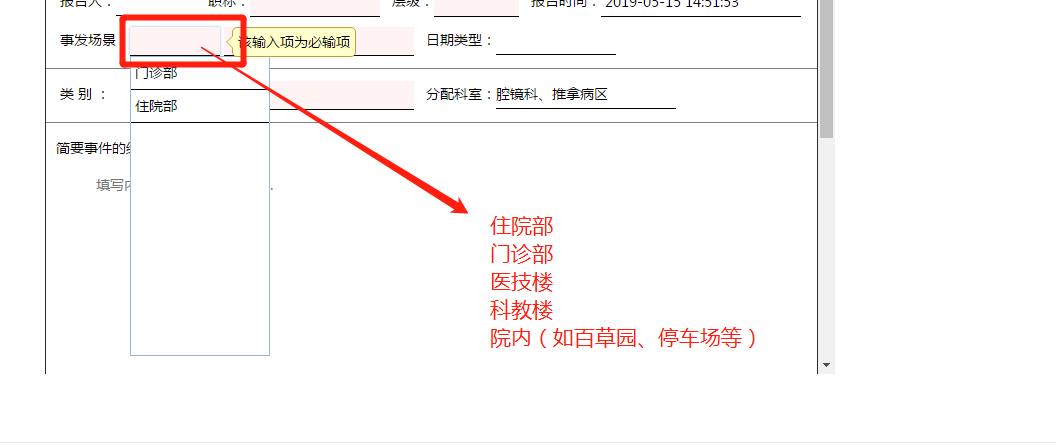 报告人： 职称： 层级： 报告时间： 2019-05-15 14:51:53
事发场景 该输入项为必输项 日期类型：
门诊部
类 别 ： 分配科室：腔镜科、推拿病区
住院部
简要事件的
填写
住院部
门诊部
医技楼
科教楼
院内（如百草园、停车场等）